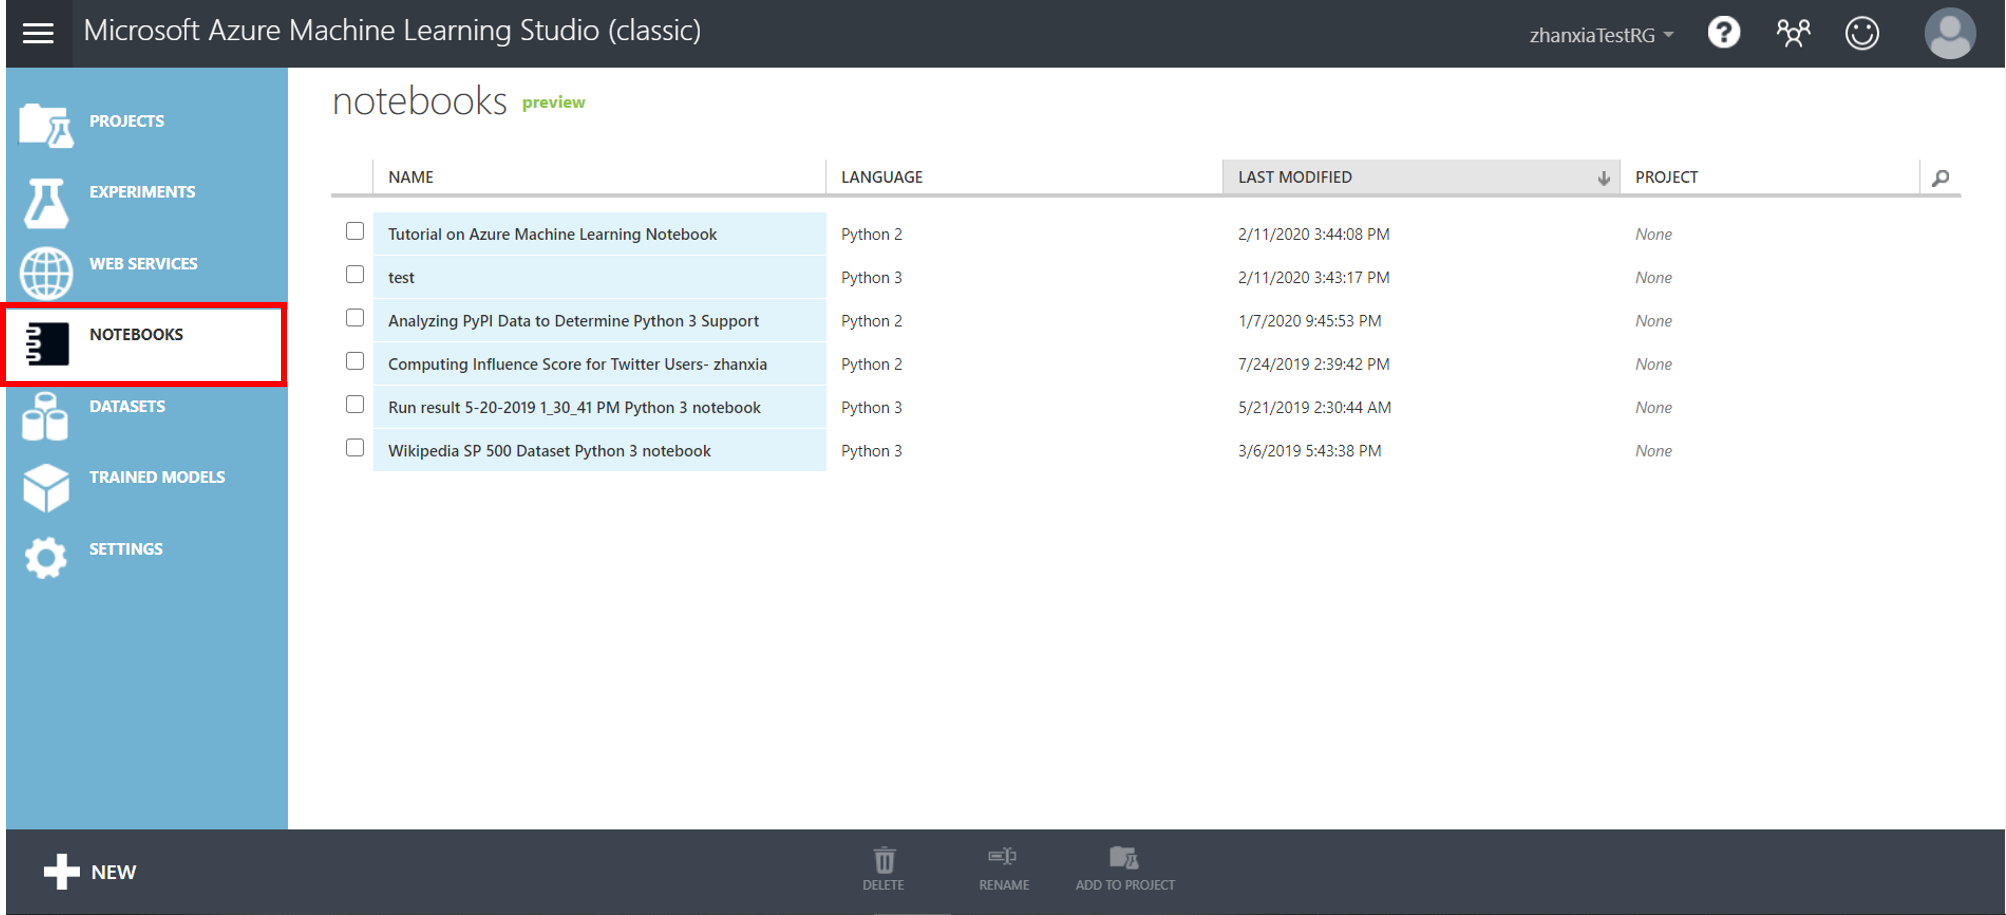 Microsoft Azure Machine Learning Studio (classic)
zhanxiaTestRG
?
PROJECTS
EXPERIMENTS
WEB SERVICES
NOTEBOOKS
DATASETS
TRAINED MODELS
SETTINGS
notebooks preview
NAME LANGUAGE LAST MODIFIED PROJECT
Tutorial on Azure Machine Learning Notebook Python 2 2/11/2020 3:44:08 PM None
test Python 3 2/11/2020 3:43:17 PM None
Analyzing PyPI Data to Determine Python 3 Support Python 2 1/7/2020 9:45:53 PM None
Computing Influence Score for Twitter Users- zhanxia Python 2 7/24/2019 2:39:42 PM None
Run result 5-20-2019 1_30_41 PM Python 3 notebook Python 3 5/21/2019 2:30:44 AM None
Wikipedia SP 500 Dataset Python 3 notebook Python 3 3/6/2019 5:43:38 PM None
NEW
DELETE
RENAME
ADD TO PROJECT